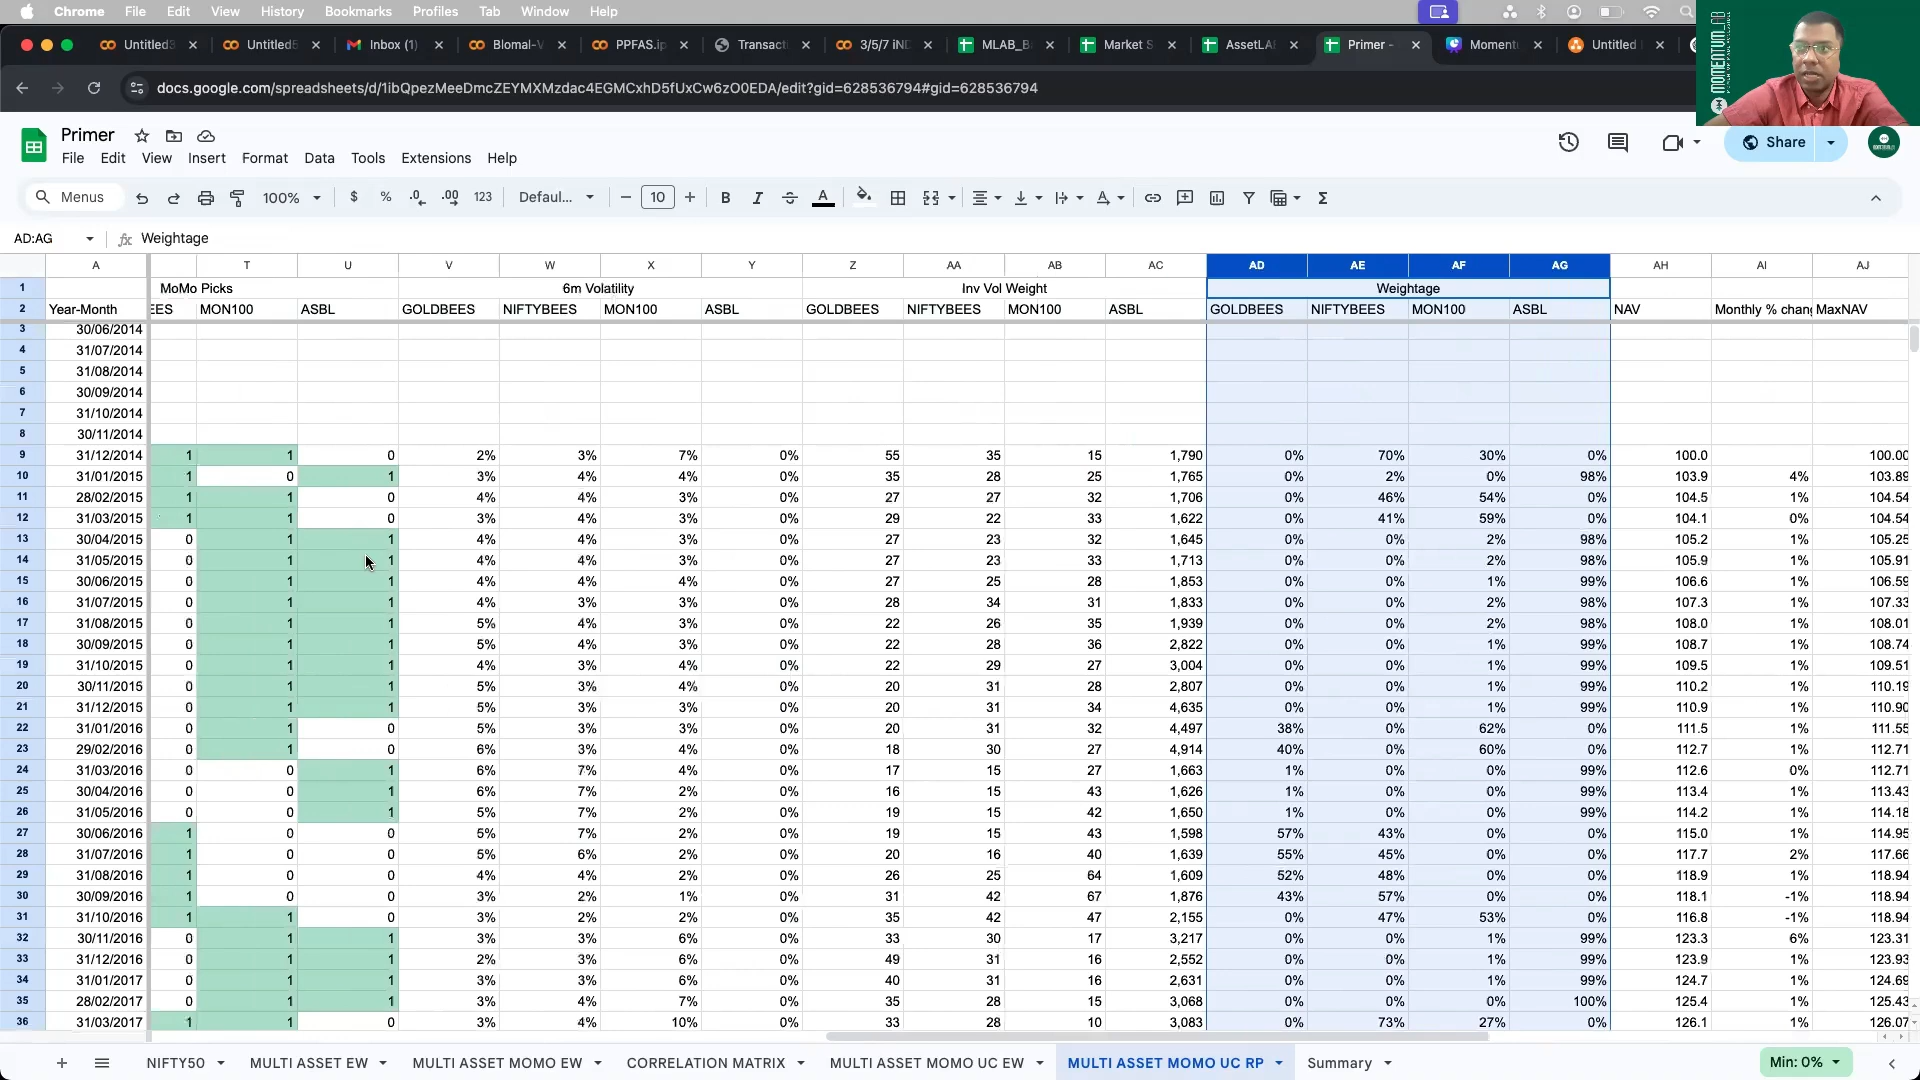 Chrome File Edit View History Bookmarks Profiles Tab Window Help
Untitled3 Untitled5 Inbox (1) Blomal-V PPFAS.ip Transacti 3/5/7 iND MLAB_B Market S AssetLA Primer - Moment Untitled
MOMENTUM LAB
docs.google.com/spreadsheets/d/1ibQpezMeeDmcZEYMXMzdac4EGMCxhD5fUxCw6zO0EDA/edit?gid=628536794#gid=628536794
Primer
File Edit View Insert Format Data Tools Extensions Help
Share
Menus 100% $ % .0 .00 123 Defaul... 10 B I A
AD:AG fx Weightage
A T U V W X Y Z AA AB AC AD AE AF AG AH AI AJ
1 MoMo Picks 6m Volatility Inv Vol Weight Weightage
2 Year-Month EES MON100 ASBL GOLDBEES NIFTYBEES MON100 ASBL GOLDBEES NIFTYBEES MON100 ASBL GOLDBEES NIFTYBEES MON100 ASBL NAV Monthly % chang MaxNAV
3 30/06/2014
4 31/07/2014
5 31/08/2014
6 30/09/2014
7 31/10/2014
8 30/11/2014
9 31/12/2014 1 1 0 2% 3% 7% 0% 55 35 15 1,790 0% 70% 30% 0% 100.0 100.00
10 31/01/2015 1 0 1 3% 4% 4% 0% 35 28 25 1,765 0% 2% 0% 98% 103.9 4% 103.89
11 28/02/2015 1 1 0 4% 4% 3% 0% 27 27 32 1,706 0% 46% 54% 0% 104.5 1% 104.54
12 31/03/2015 1 1 0 3% 4% 3% 0% 29 22 33 1,622 0% 41% 59% 0% 104.1 0% 104.54
13 30/04/2015 0 1 1 4% 4% 3% 0% 27 23 32 1,645 0% 0% 2% 98% 105.2 1% 105.25
14 31/05/2015 0 1 1 4% 4% 3% 0% 27 23 33 1,713 0% 0% 2% 98% 105.9 1% 105.91
15 30/06/2015 0 1 1 4% 4% 4% 0% 27 25 28 1,853 0% 0% 1% 99% 106.6 1% 106.59
16 31/07/2015 0 1 1 4% 3% 3% 0% 28 34 31 1,833 0% 0% 2% 98% 107.3 1% 107.33
17 31/08/2015 0 1 1 5% 4% 3% 0% 22 26 35 1,939 0% 0% 2% 98% 108.0 1% 108.01
18 30/09/2015 0 1 1 5% 4% 3% 0% 22 28 36 2,822 0% 0% 1% 99% 108.7 1% 108.74
19 31/10/2015 0 1 1 4% 3% 4% 0% 22 29 27 3,004 0% 0% 1% 99% 109.5 1% 109.51
20 30/11/2015 0 1 1 5% 3% 4% 0% 20 31 28 2,807 0% 0% 1% 99% 110.2 1% 110.19
21 31/12/2015 0 1 1 5% 3% 3% 0% 20 31 34 4,635 0% 0% 1% 99% 110.9 1% 110.90
22 31/01/2016 0 1 0 5% 3% 3% 0% 20 31 32 4,497 38% 0% 62% 0% 111.5 1% 111.55
23 29/02/2016 0 1 0 6% 3% 4% 0% 18 30 27 4,914 40% 0% 60% 0% 112.7 1% 112.71
24 31/03/2016 0 0 1 6% 7% 4% 0% 17 15 27 1,663 1% 0% 0% 99% 112.6 0% 112.71
25 30/04/2016 0 0 1 6% 7% 2% 0% 16 15 43 1,626 1% 0% 0% 99% 113.4 1% 113.43
26 31/05/2016 0 0 1 5% 7% 2% 0% 19 15 42 1,650 1% 0% 0% 99% 114.2 1% 114.18
27 30/06/2016 1 0 0 5% 7% 2% 0% 19 15 43 1,598 57% 43% 0% 0% 115.0 1% 114.95
28 31/07/2016 1 0 0 5% 6% 2% 0% 20 16 40 1,639 55% 45% 0% 0% 117.7 2% 117.66
29 31/08/2016 1 0 0 4% 4% 2% 0% 26 25 64 1,609 52% 48% 0% 0% 118.9 1% 118.94
30 30/09/2016 1 0 0 3% 2% 1% 0% 31 42 67 1,876 43% 57% 0% 0% 118.1 -1% 118.94
31 31/10/2016 1 1 0 3% 2% 2% 0% 35 42 47 2,155 0% 47% 53% 0% 116.8 -1% 118.94
32 30/11/2016 0 1 1 3% 3% 6% 0% 33 30 17 3,217 0% 0% 1% 99% 123.3 6% 123.31
33 31/12/2016 0 1 1 2% 3% 6% 0% 49 31 16 2,552 0% 0% 1% 99% 123.9 1% 123.93
34 31/01/2017 0 1 1 3% 3% 6% 0% 40 31 16 2,631 0% 0% 1% 99% 124.7 1% 124.69
35 28/02/2017 0 1 1 3% 4% 7% 0% 35 28 15 3,068 0% 0% 0% 100% 125.4 1% 125.43
36 31/03/2017 1 1 0 3% 4% 10% 0% 33 28 10 3,083 0% 73% 27% 0% 126.1 1% 126.07
NIFTY50 MULTI ASSET EW MULTI ASSET MOMO EW CORRELATION MATRIX MULTI ASSET MOMO UC EW MULTI ASSET MOMO UC RP Summary Min: 0%